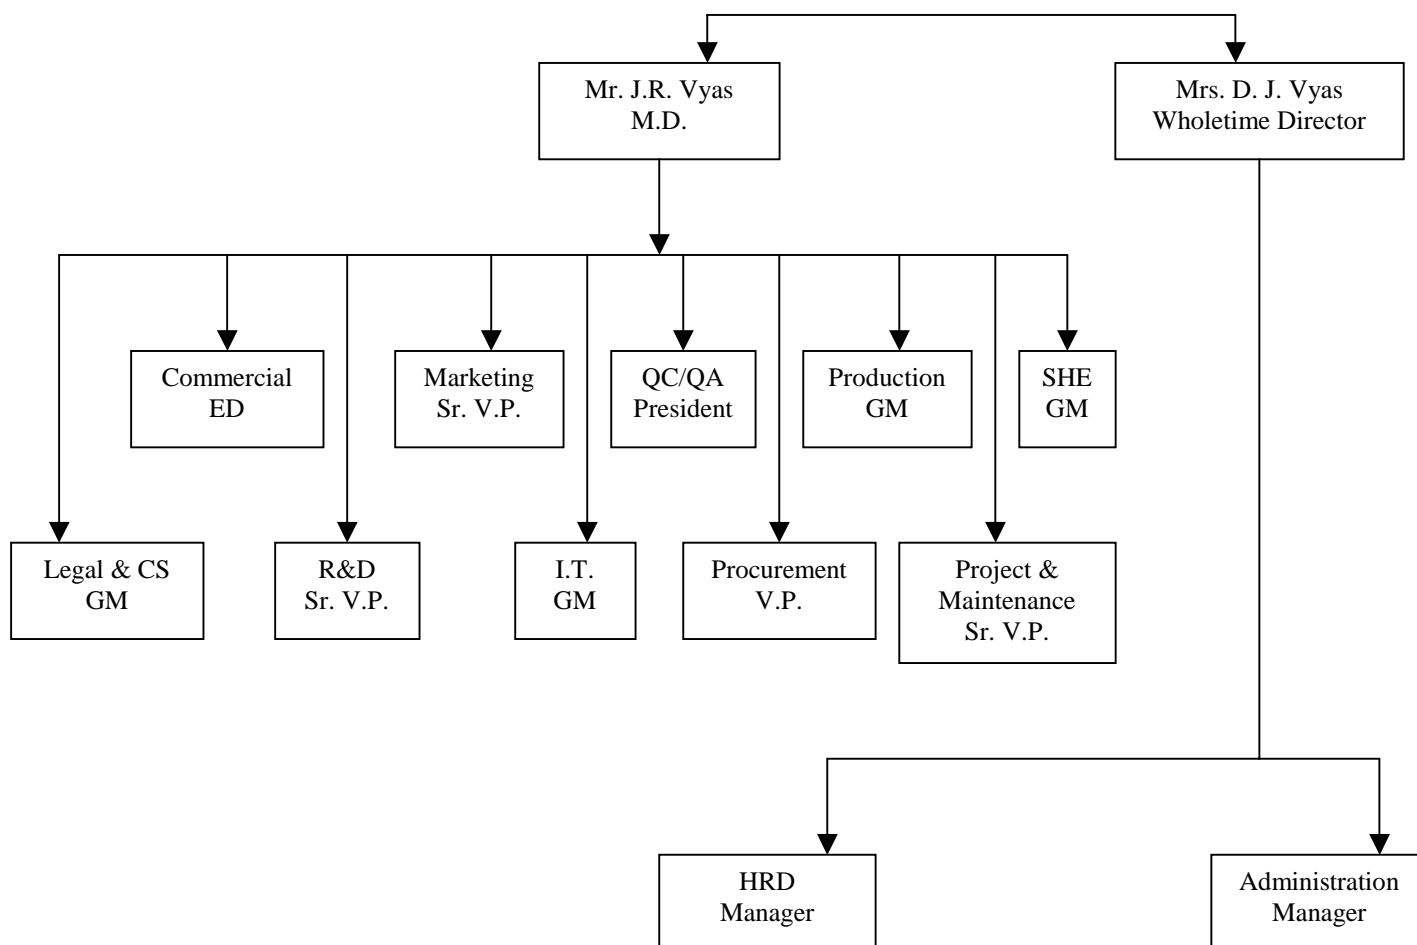 Mr. J.R. Vyas
M.D.
Mrs. D. J. Vyas
Wholetime Director
Commercial
ED
Marketing
Sr. V.P.
QC/QA
President
Production
GM
SHE
GM
Legal & CS
GM
R&D
Sr. V.P.
I.T.
GM
Procurement
V.P.
Project &
Maintenance
Sr. V.P.
HRD
Manager
Administration
Manager